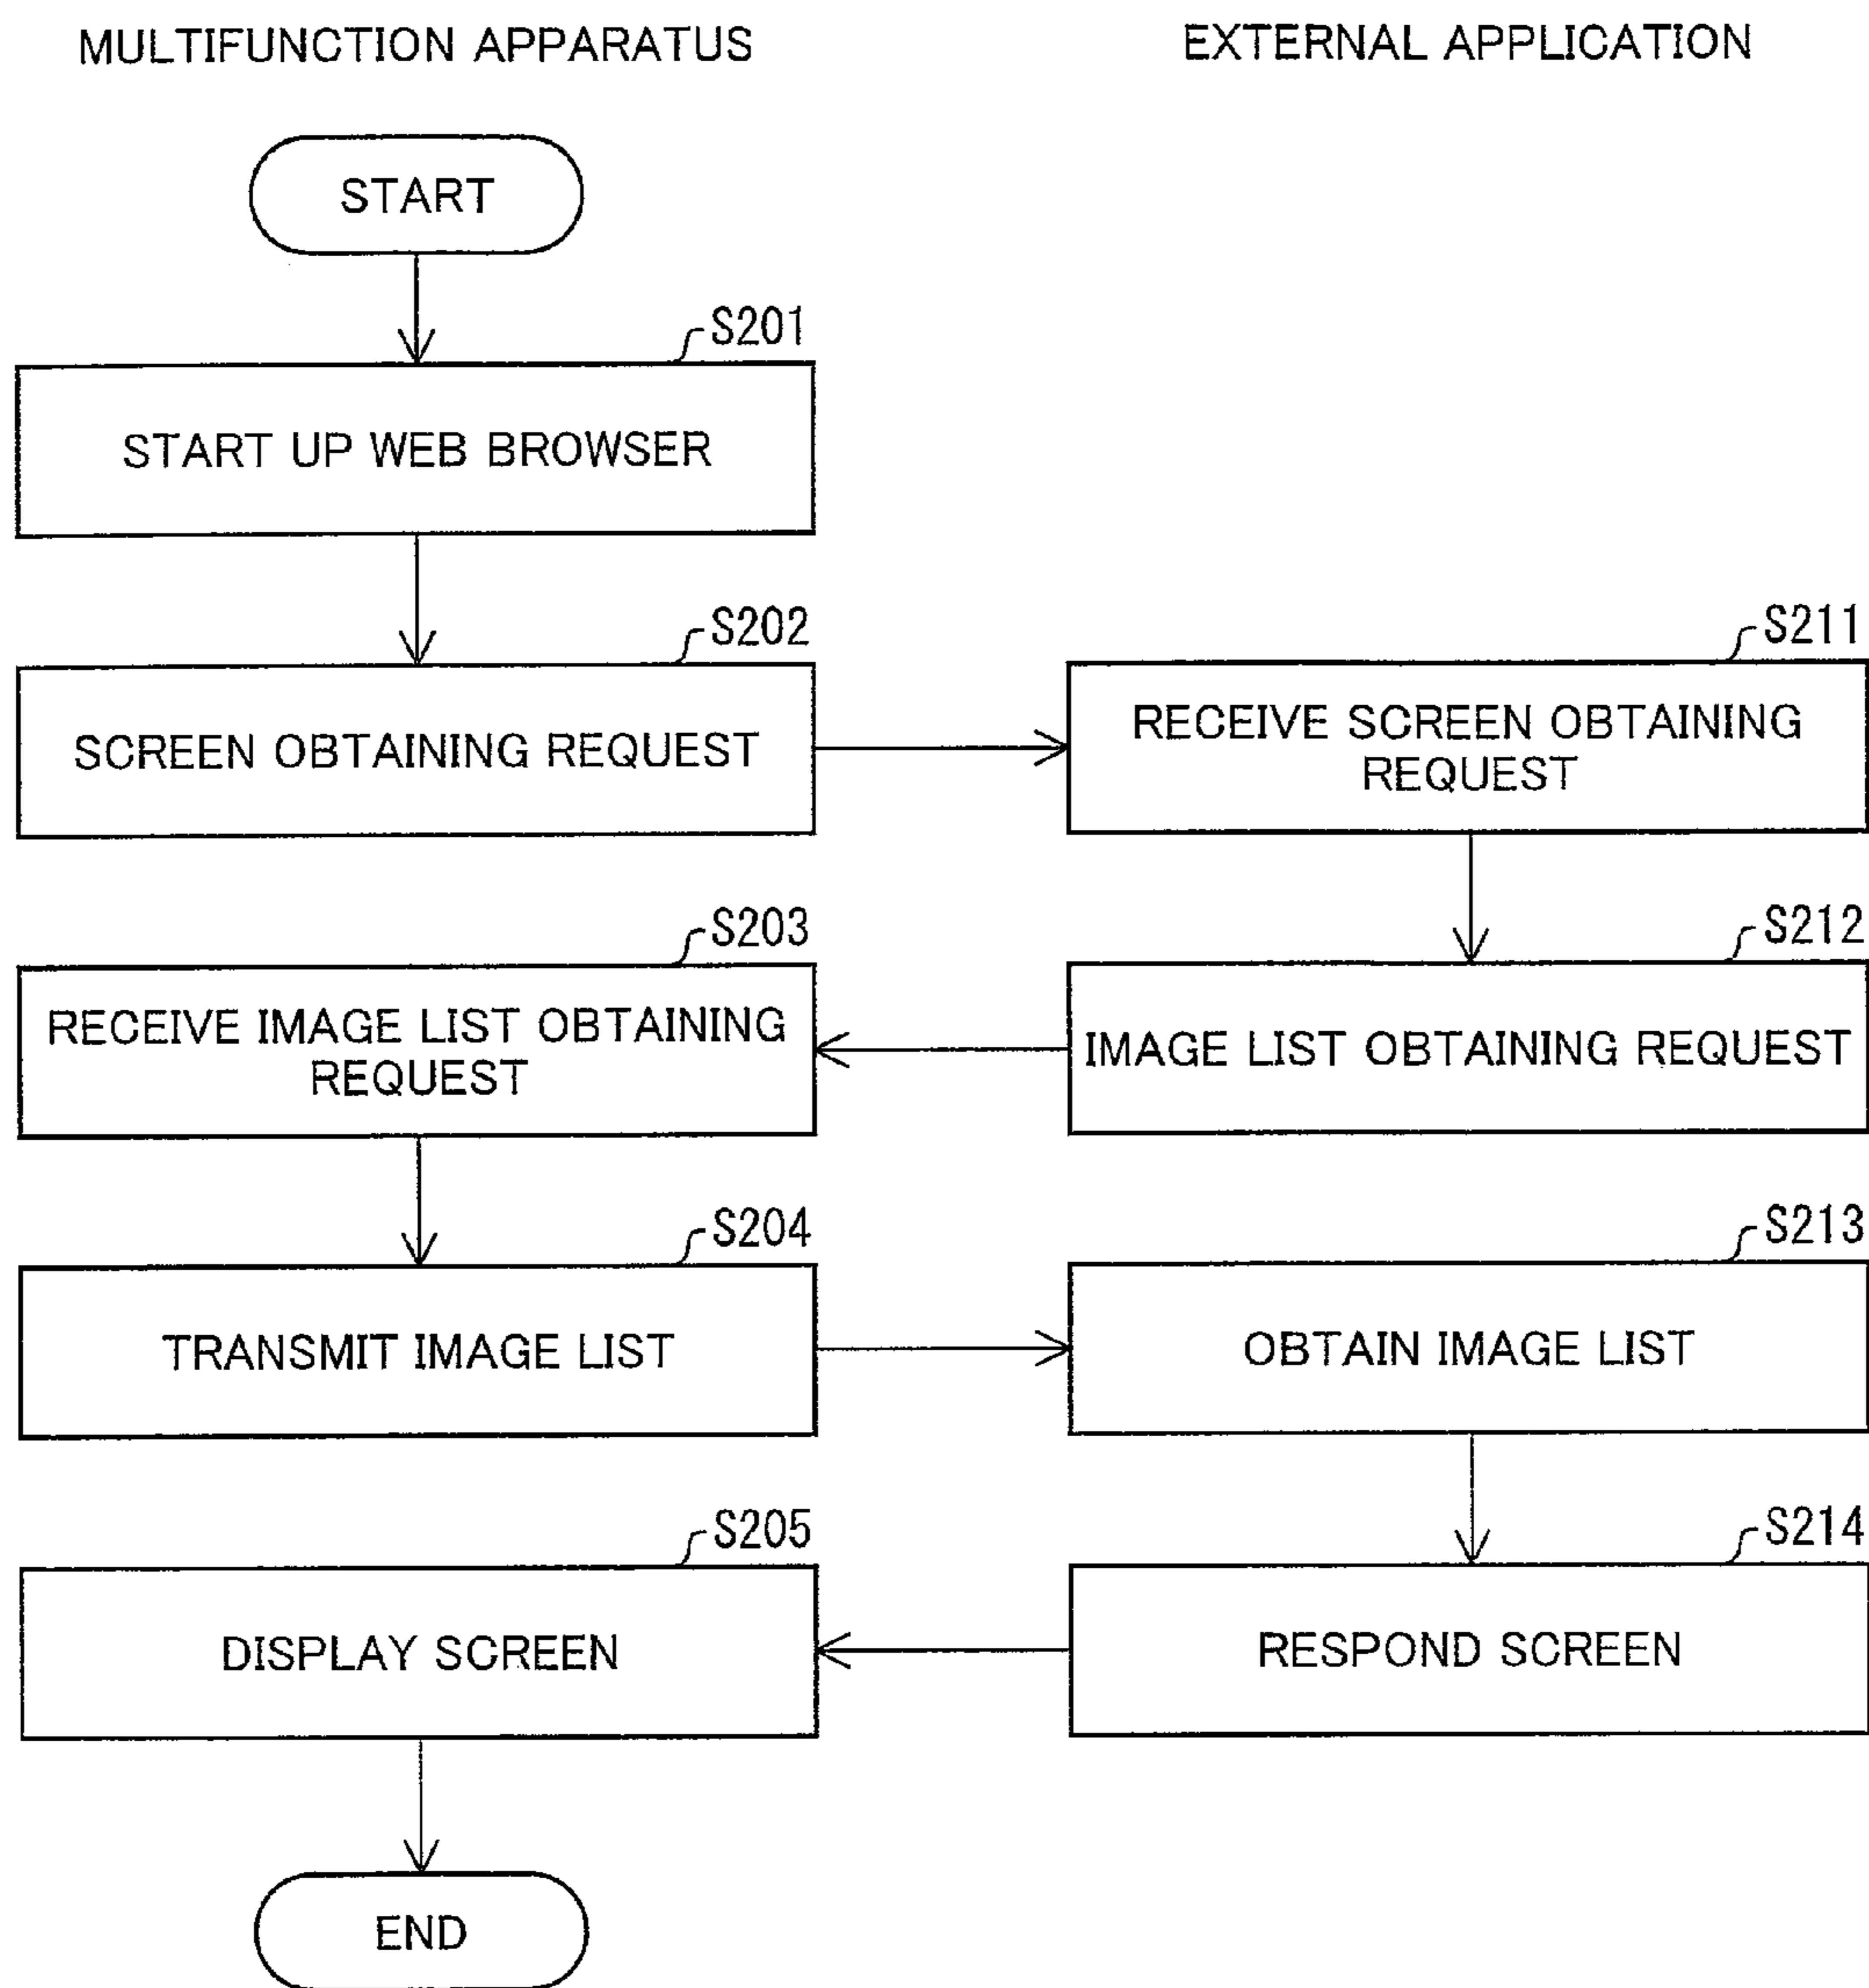 MULTIFUNCTION APPARATUS
EXTERNAL APPLICATION
START
S201
START UP WEB BROWSER
S202
SCREEN OBTAINING REQUEST
S211
RECEIVE SCREEN OBTAINING
REQUEST
S203
RECEIVE IMAGE LIST OBTAINING
REQUEST
S212
IMAGE LIST OBTAINING REQUEST
S204
TRANSMIT IMAGE LIST
S213
OBTAIN IMAGE LIST
S205
DISPLAY SCREEN
S214
RESPOND SCREEN
END